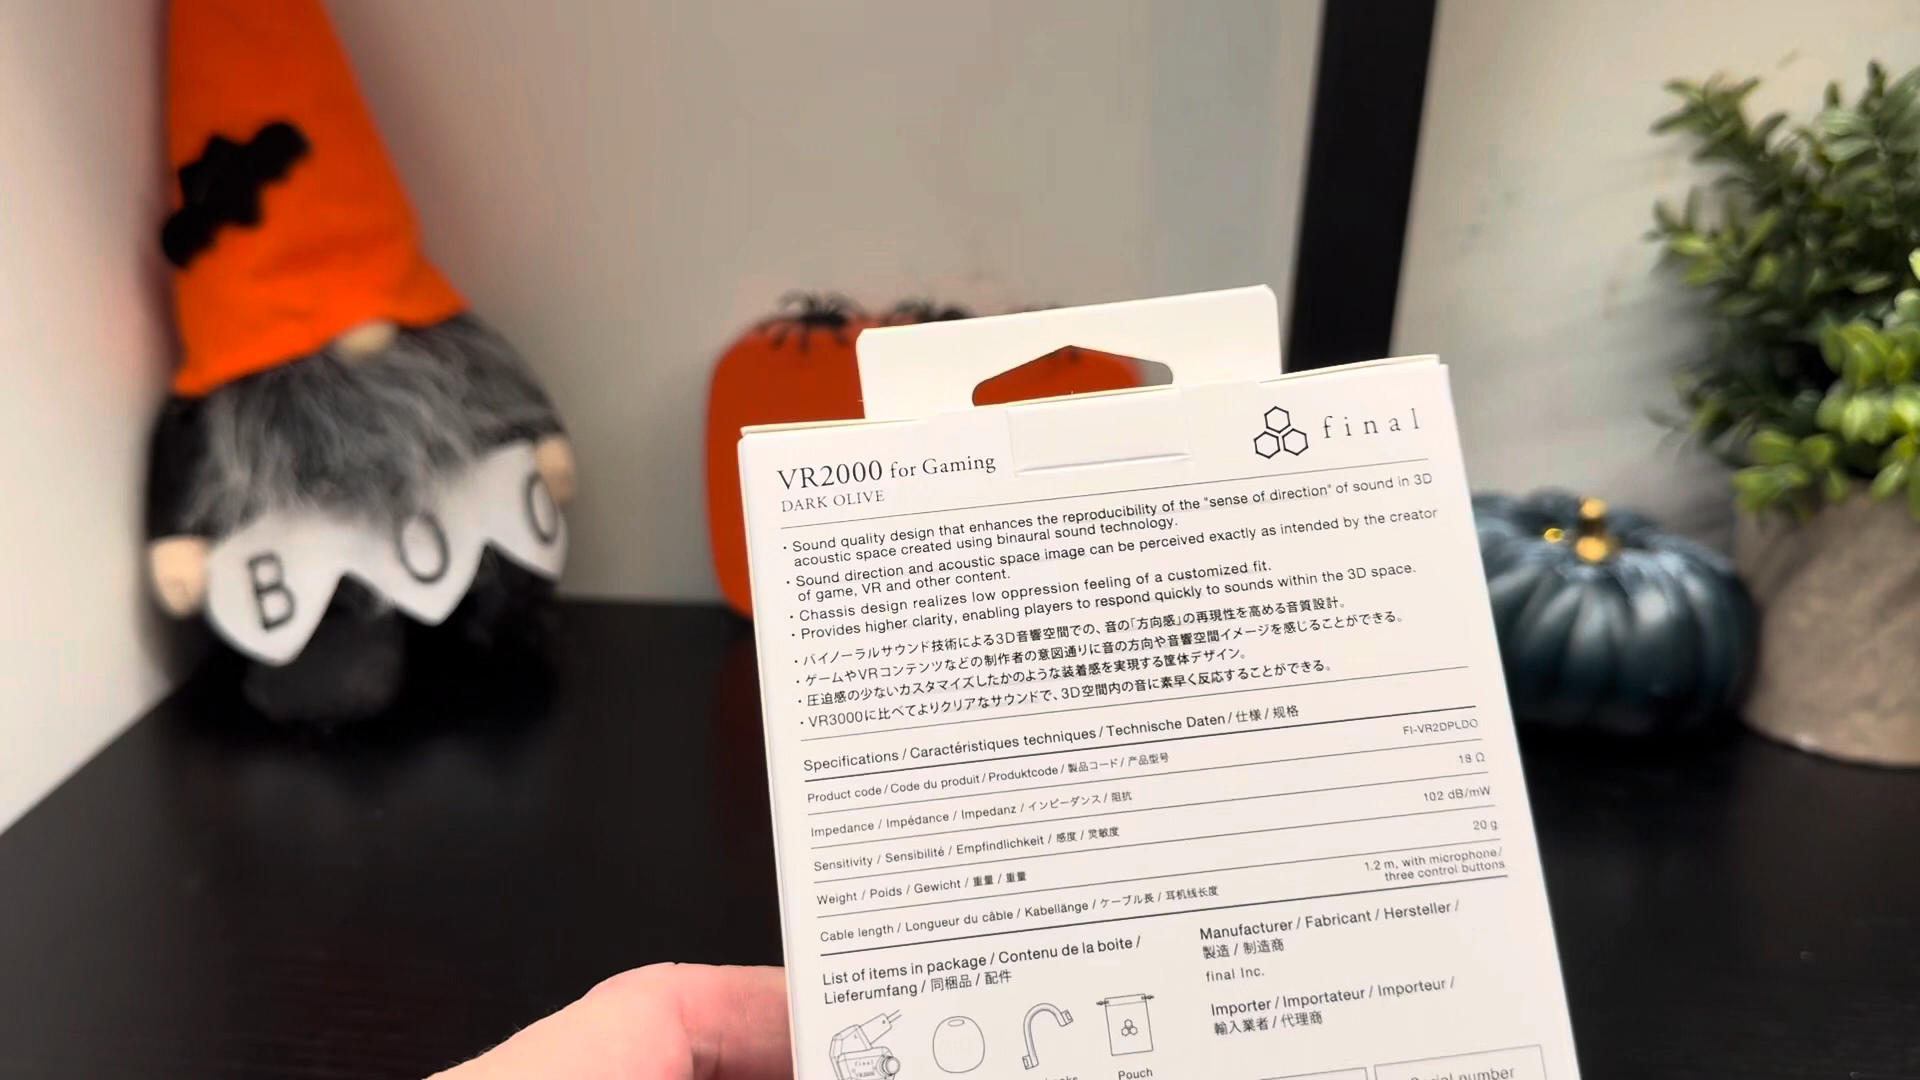 BOO
final
VR2000 for Gaming
DARK OLIVE
・Sound quality design that enhances the reproducibility of the "sense of direction" of sound in 3D
acoustic space created using binaural sound technology.
・Sound direction and acoustic space image can be perceived exactly as intended by the creator
of game, VR and other content.
・Chassis design realizes low oppression feeling of a customized fit.
・Provides higher clarity, enabling players to respond quickly to sounds within the 3D space.
・バイノーラルサウンド技術による3D音響空間での、音の「方向感」の再現性を高める音質設計。
・ゲームやVRコンテンツなどの制作者の意図通りに音の方向や音響空間イメージを感じることができる。
・圧迫感の少ないカスタマイズしたかのような装着感を実現する筐体デザイン。
・VR3000に比べてよりクリアなサウンドで、3D空間内の音に素早く反応することができる。
Specifications / Caractéristiques techniques / Technische Daten / 仕様 / 规格
Product code / Code du produit / Produktcode / 製品コード / 产品型号 FI-VR2DPLDO
Impedance / Impédance / Impedanz / インピーダンス / 阻抗 18 Ω
Sensitivity / Sensibilité / Empfindlichkeit / 感度 / 灵敏度 102 dB/mW
Weight / Poids / Gewicht / 重量 / 重量 20 g
Cable length / Longueur du câble / Kabellänge / ケーブル長 / 耳机线长度 1.2 m, with microphone/
three control buttons
List of items in package / Contenu de la boite /
Lieferumfang / 同梱品 / 配件
final
VR2000
Pouch
Manufacturer / Fabricant / Hersteller /
製造 / 制造商
final Inc.
Importer / Importateur / Importeur /
輸入業者 / 代理商
Serial number